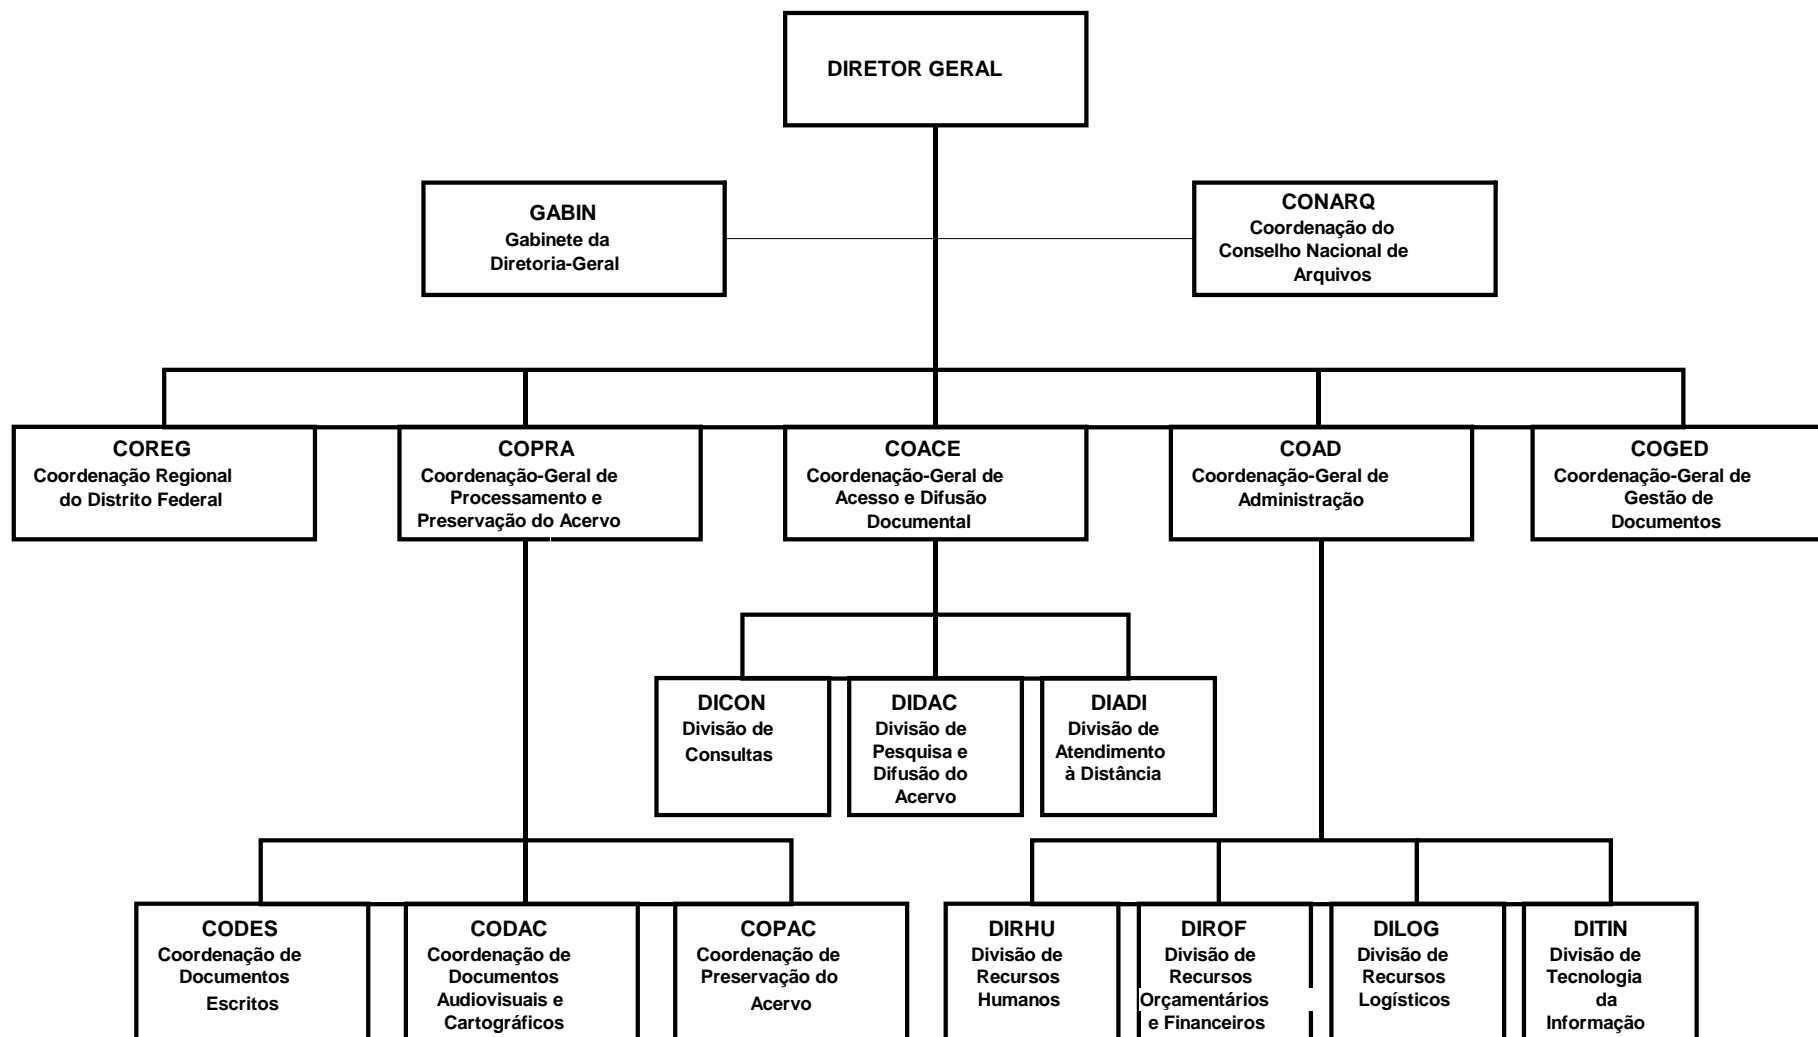 DIRETOR GERAL
GABIN
Gabinete da
Diretoria-Geral
CONARQ
Coordenação do
Conselho Nacional de
Arquivos
COREG
Coordenação Regional
do Distrito Federal
COPRA
Coordenação-Geral de
Processamento e
Preservação do Acervo
COACE
Coordenação-Geral de
Acesso e Difusão
Documental
COAD
Coordenação-Geral de
Administração
COGED
Coordenação-Geral de
Gestão de
Documentos
DICON
Divisão de
Consultas
DIDAC
Divisão de
Pesquisa e
Difusão do
Acervo
DIADI
Divisão de
Atendimento
à Distância
CODES
Coordenação de
Documentos
Escritos
CODAC
Coordenação de
Documentos
Audiovisuais e
Cartográficos
COPAC
Coordenação de
Preservação do
Acervo
DIRHU
Divisão de
Recursos
Humanos
DIROF
Divisão de
Recursos
Orçamentários
e Financeiros
DILOG
Divisão de
Recursos
Logísticos
DITIN
Divisão de
Tecnologia
da
Informação